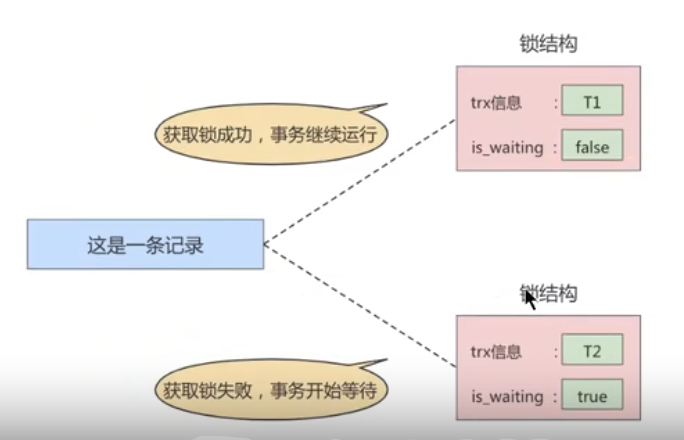 锁结构
trx信息 : T1
获取锁成功，事务继续运行
is_waiting : false
这是一条记录
锁结构
trx信息 : T2
获取锁失败，事务开始等待
is_waiting : true